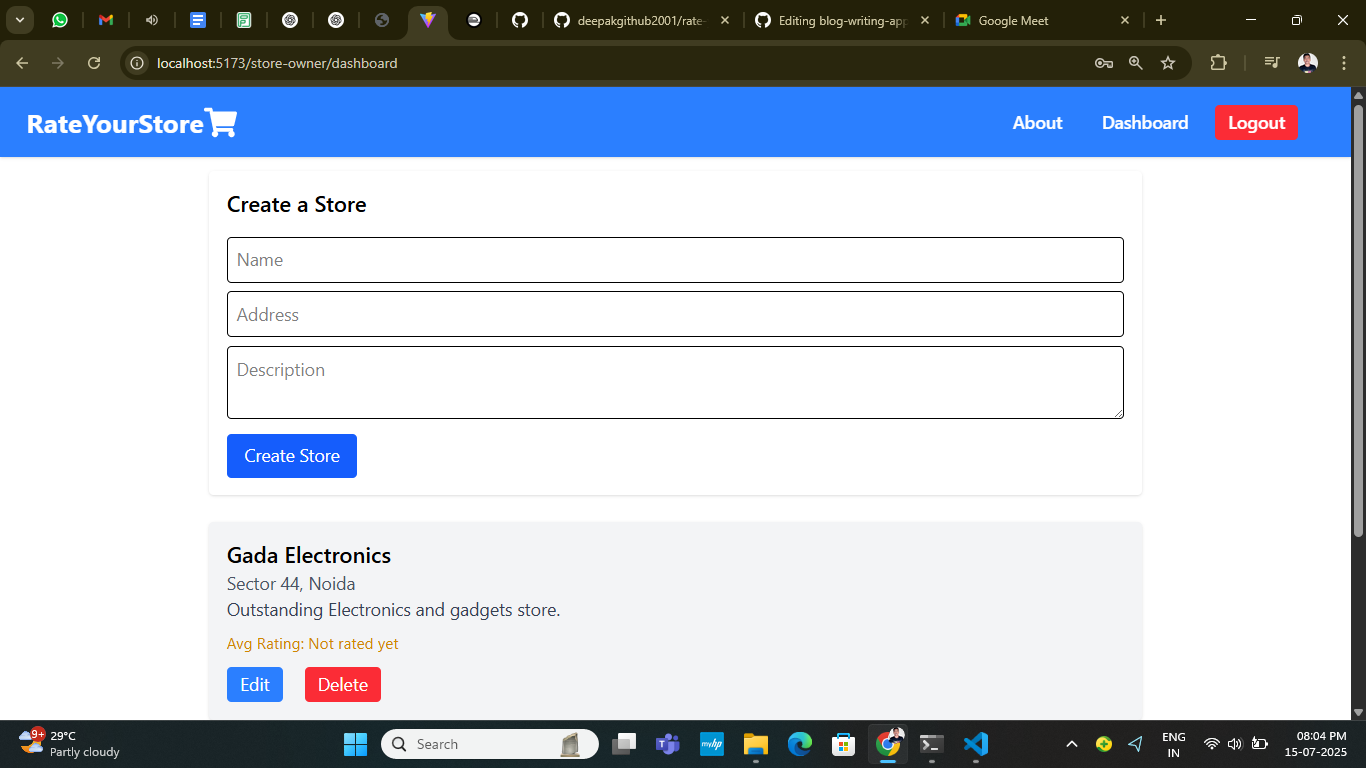 deepakgithub2001/rate-
Editing blog-writing-app
Google Meet
localhost:5173/store-owner/dashboard
RateYourStore
About Dashboard Logout
Create a Store
Name
Address
Description
Create Store
Gada Electronics
Sector 44, Noida
Outstanding Electronics and gadgets store.
Avg Rating: Not rated yet
Edit Delete
9+
29°C
Partly cloudy
Search
myhp
ENG
IN
08:04 PM
15-07-2025